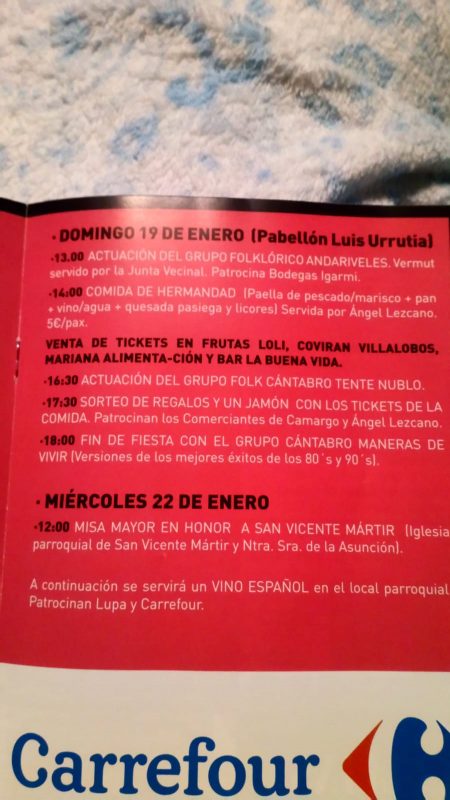 · DOMINGO 19 DE ENERO (Pabellón Luis Urrutia)
·13.00 ACTUACIÓN DEL GRUPO FOLKLÓRICO ANDARIVELES. Vermut
servido por la Junta Vecinal. Patrocina Bodegas Igarmi.
·14:00 COMIDA DE HERMANDAD (Paella de pescado/marisco + pan
+ vino/agua + quesada pasiega y licores) Servida por Ángel Lezcano.
5€/pax.
VENTA DE TICKETS EN FRUTAS LOLI, COVIRAN VILLALOBOS,
MARIANA ALIMENTA-CIÓN Y BAR LA BUENA VIDA.
·16:30 ACTUACIÓN DEL GRUPO FOLK CÁNTABRO TENTE NUBLO.
·17:30 SORTEO DE REGALOS Y UN JAMÓN CON LOS TICKETS DE LA
COMIDA. Patrocinan los Comerciantes de Camargo y Ángel Lezcano.
·18:00 FIN DE FIESTA CON EL GRUPO CÁNTABRO MANERAS DE
VIVIR (Versiones de los mejores éxitos de los 80´s y 90´s).
· MIÉRCOLES 22 DE ENERO
·12:00 MISA MAYOR EN HONOR A SAN VICENTE MÁRTIR (Iglesia
parroquial de San Vicente Mártir y Ntra. Sra. de la Asunción).
A continuación se servirá un VINO ESPAÑOL en el local parroquial
Patrocinan Lupa y Carrefour.
Carrefour